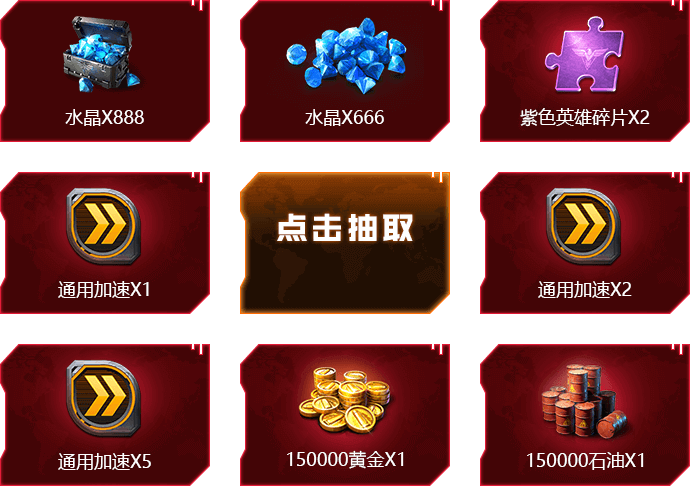 水晶X888
水晶X666
紫色英雄碎片X2
通用加速X1
点击抽取
通用加速X2
通用加速X5
150000黄金X1
150000石油X1